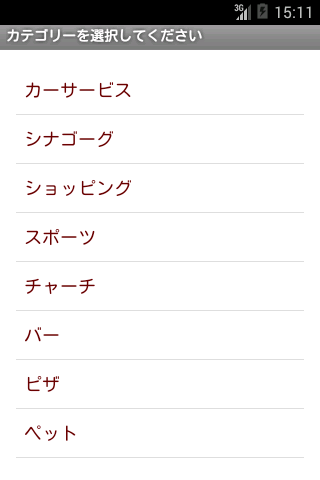 3G 15:11
カテゴリーを選択してください
カーサービス
シナゴーグ
ショッピング
スポーツ
チャーチ
バー
ピザ
ペット